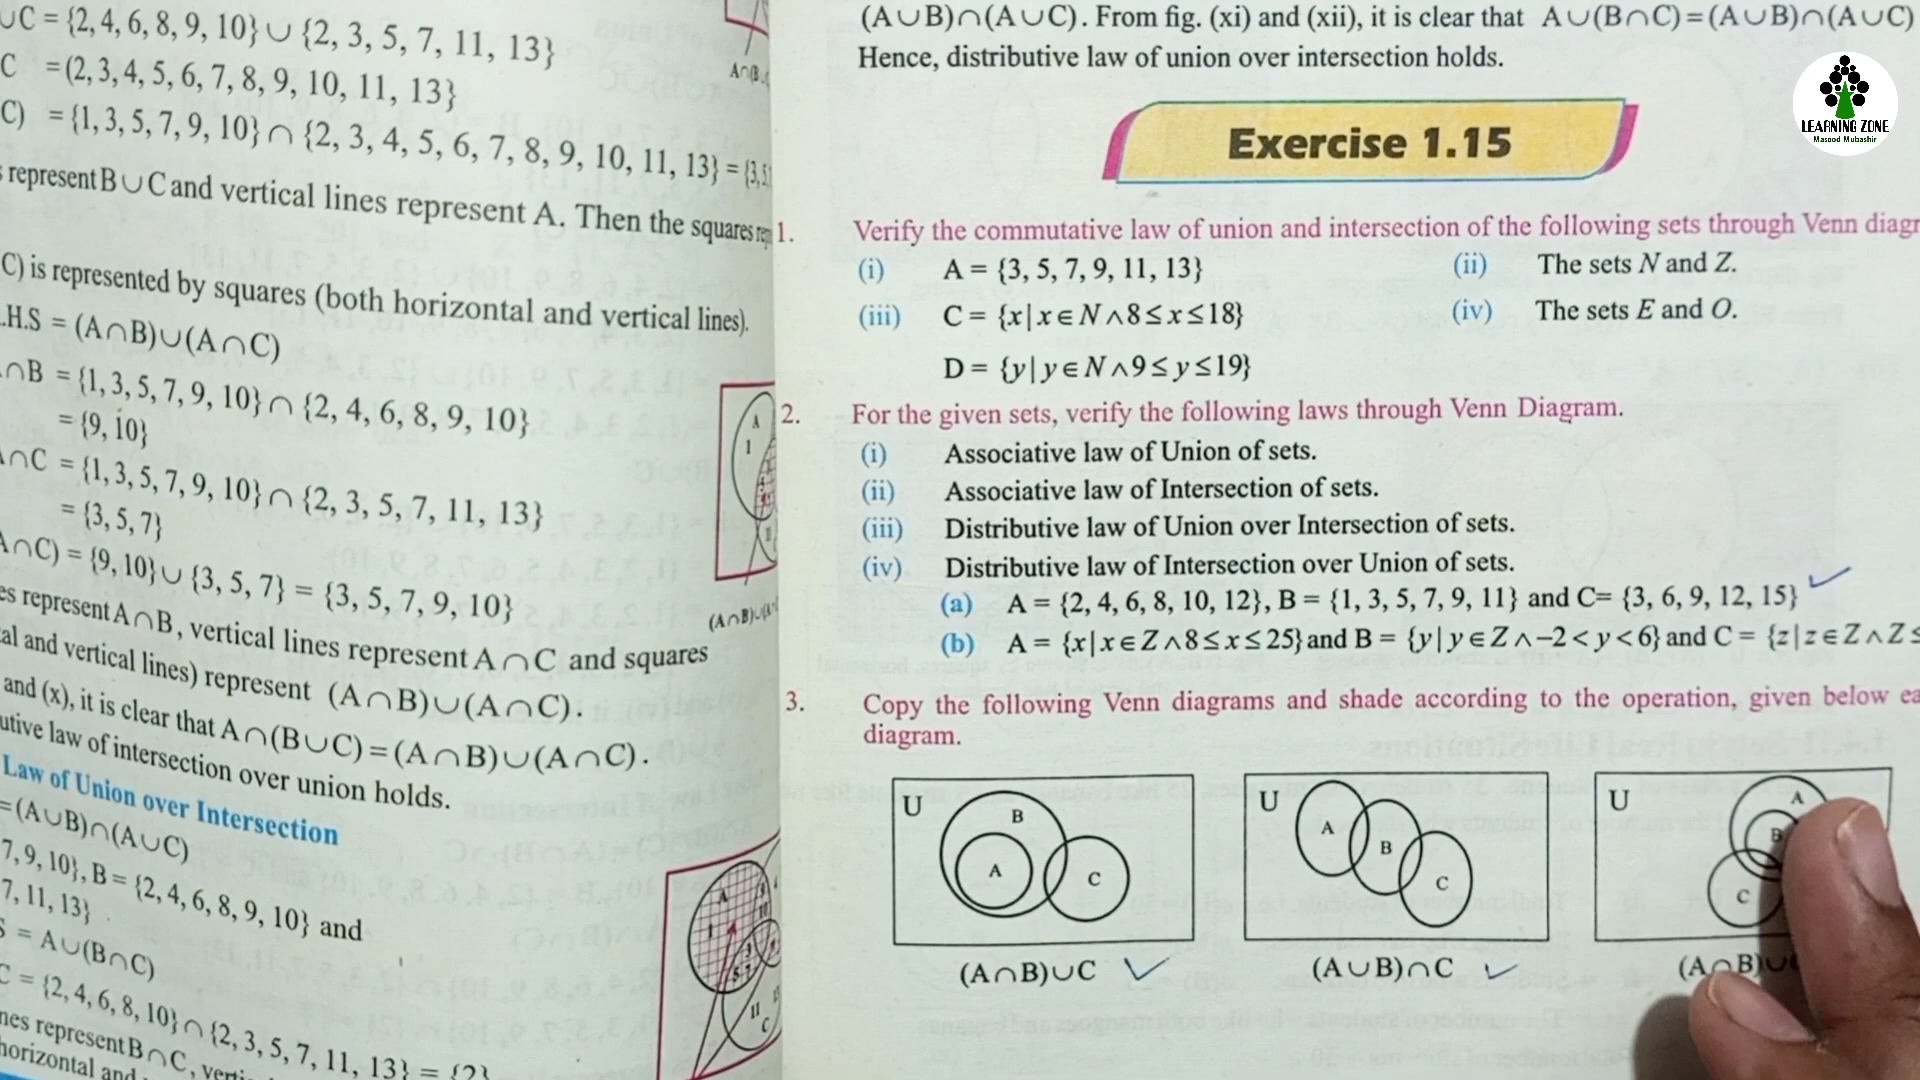 ∪C = {2, 4, 6, 8, 9, 10} ∪ {2, 3, 5, 7, 11, 13}
C = (2, 3, 4, 5, 6, 7, 8, 9, 10, 11, 13}
C) = {1, 3, 5, 7, 9, 10} ∩ {2, 3, 4, 5, 6, 7, 8, 9, 10, 11, 13} = {3, 5
represent B∪C and vertical lines represent A. Then the squares
C) is represented by squares (both horizontal and vertical lines).
.H.S = (A∩B)∪(A∩C)
∩B = {1, 3, 5, 7, 9, 10} ∩ {2, 4, 6, 8, 9, 10}
= {9, 10}
∩C = {1, 3, 5, 7, 9, 10} ∩ {2, 3, 5, 7, 11, 13}
= {3, 5, 7}
∩C) = {9, 10} ∪ {3, 5, 7} = {3, 5, 7, 9, 10}
represent A∩B, vertical lines represent A∩C and squares
and vertical lines) represent (A∩B)∪(A∩C).
and (x), it is clear that A∩(B∪C) = (A∩B)∪(A∩C).
law of intersection over union holds.
Law of Union over Intersection
= (A∪B)∩(A∪C)
7, 9, 10}, B = {2, 4, 6, 8, 9, 10} and
7, 11, 13}
= A∪(B∩C)
C = {2, 4, 6, 8, 10} ∩ {2, 3, 5, 7, 11, 13} = {2}
represent B∩C,
horizontal and
A∩(B
A
1
(A∩B)∪(
A
1
3
5
7
11
C
(A∪B)∩(A∪C). From fig. (xi) and (xii), it is clear that A∪(B∩C)=(A∪B)∩(A∪C)
Hence, distributive law of union over intersection holds.
LEARNING ZONE
Masood Mubashir
Exercise 1.15
1. Verify the commutative law of union and intersection of the following sets through Venn diagr
(i) A = {3, 5, 7, 9, 11, 13} (ii) The sets N and Z.
(iii) C = {x|x∈N∧8≤x≤18} (iv) The sets E and O.
D = {y|y∈N∧9≤y≤19}
2. For the given sets, verify the following laws through Venn Diagram.
(i) Associative law of Union of sets.
(ii) Associative law of Intersection of sets.
(iii) Distributive law of Union over Intersection of sets.
(iv) Distributive law of Intersection over Union of sets.
(a) A = {2, 4, 6, 8, 10, 12}, B = {1, 3, 5, 7, 9, 11} and C= {3, 6, 9, 12, 15}
(b) A = {x|x∈Z∧8≤x≤25} and B = {y|y∈Z∧−2<y<6} and C = {z|z∈Z∧Z≤
3. Copy the following Venn diagrams and shade according to the operation, given below ea
diagram.
U B A C
U A B C
U A B C
(A∩B)∪C (A∪B)∩C (A∩B)∪